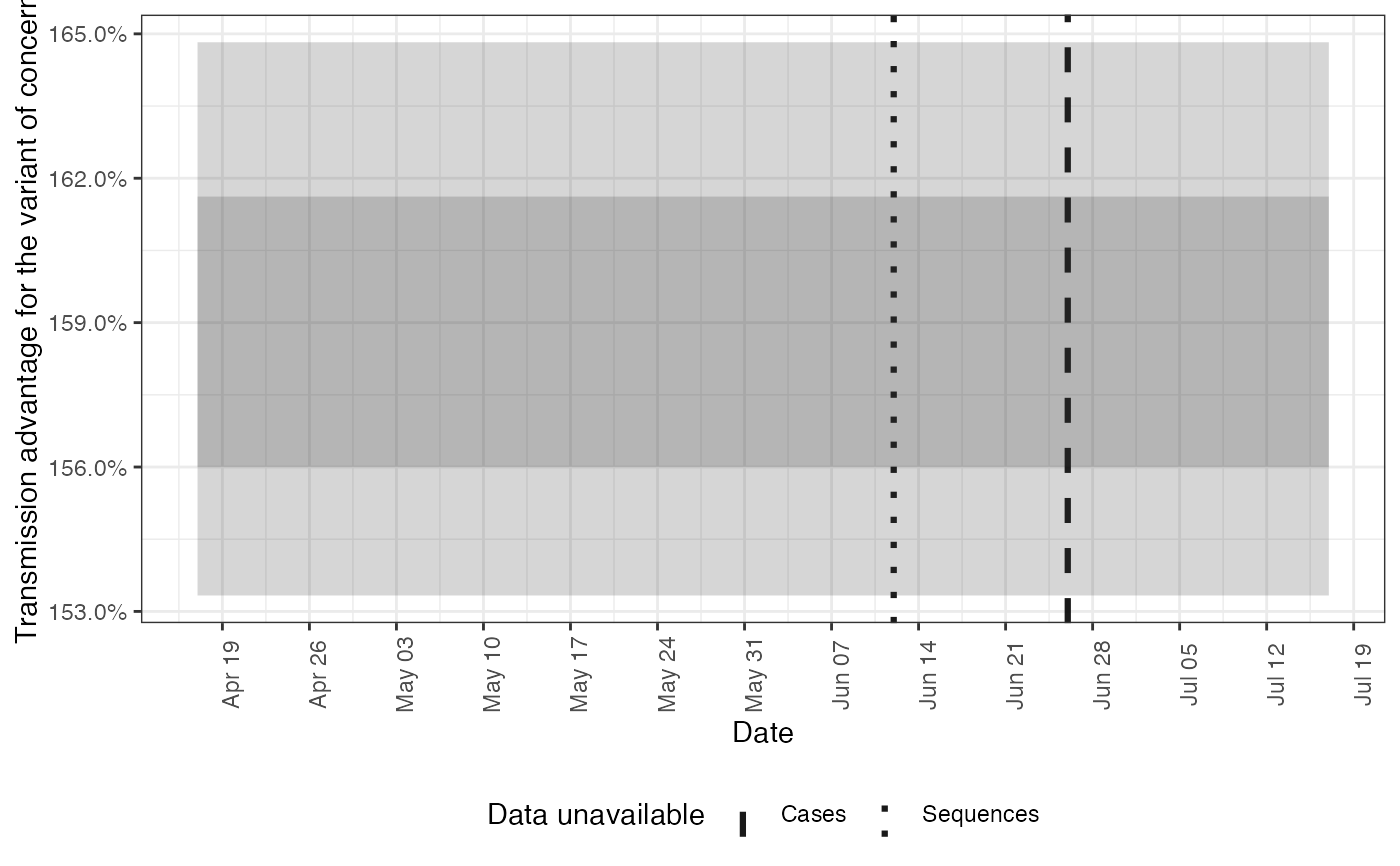 Transmission advantage for the variant of concern
165.0%
162.0%
159.0%
156.0%
153.0%
Apr 19
Apr 26
May 03
May 10
May 17
May 24
May 31
Jun 07
Jun 14
Jun 21
Jun 28
Jul 05
Jul 12
Jul 19
Date
Data unavailable
Cases
Sequences